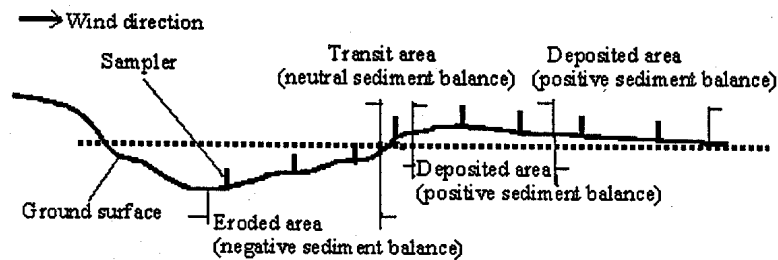 Wind direction
Sampler
Transit area
(neutral sediment balance)
Deposited area
(positive sediment balance)
Deposited area
(positive sediment balance)
Ground surface
Eroded area
(negative sediment balance)